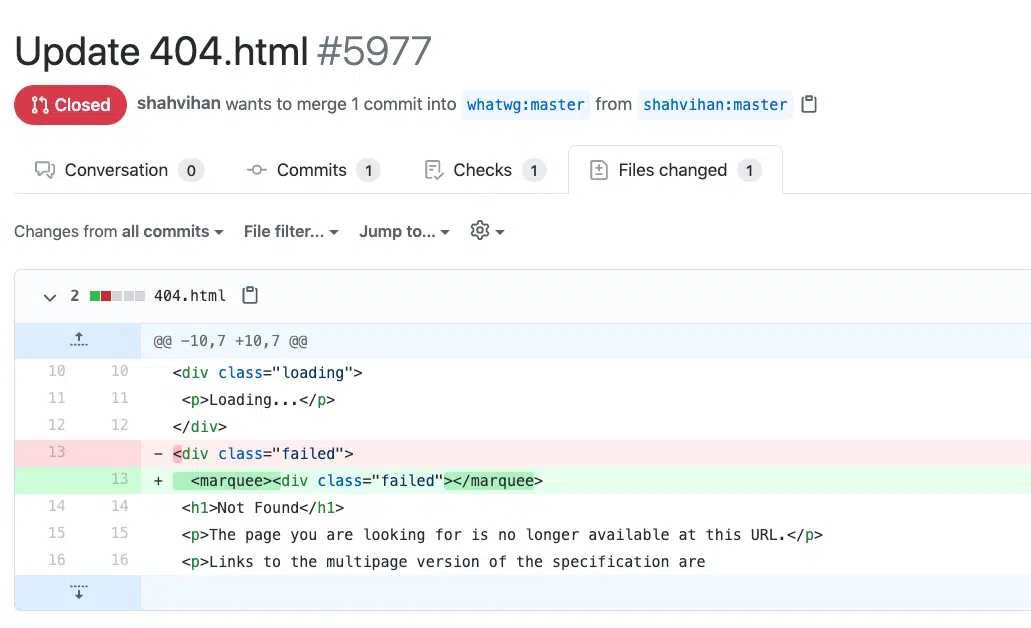 Update 404.html #5977
Closed shahvihan wants to merge 1 commit into whatwg:master from shahvihan:master
Conversation 0 Commits 1 Checks 1 Files changed 1
Changes from all commits File filter... Jump to...
2 404.html
@@ -10,7 +10,7 @@
10 10 <div class="loading">
11 11 <p>Loading...</p>
12 12 </div>
13 - <div class="failed">
13 + <marquee><div class="failed"></marquee>
14 14 <h1>Not Found</h1>
15 15 <p>The page you are looking for is no longer available at this URL.</p>
16 16 <p>Links to the multipage version of the specification are